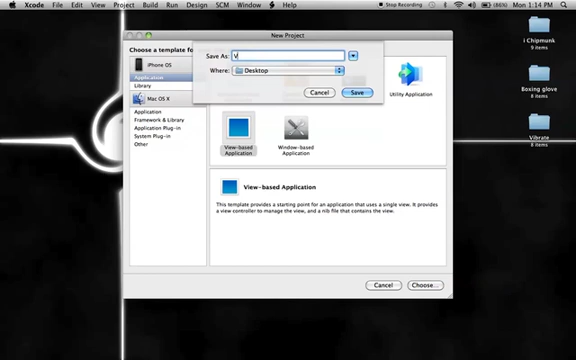 Xcode File Edit View Project Build Run Design SCM Window Help Stop Recording (86%) Mon 1:14 PM
New Project
Choose a template fo
Save As: V
Where: Desktop
Cancel Save
iPhone OS
Application
Library
Mac OS X
Application
Framework & Library
Application Plug-in
System Plug-in
Other
Utility Application
View-based
Application
Window-based
Application
View-based Application
This template provides a starting point for an application that uses a single view. It provides
a view controller to manage the view, and a nib file that contains the view.
Cancel Choose...
i Chipmunk
9 items
Boxing glove
8 items
Vibrate
8 items